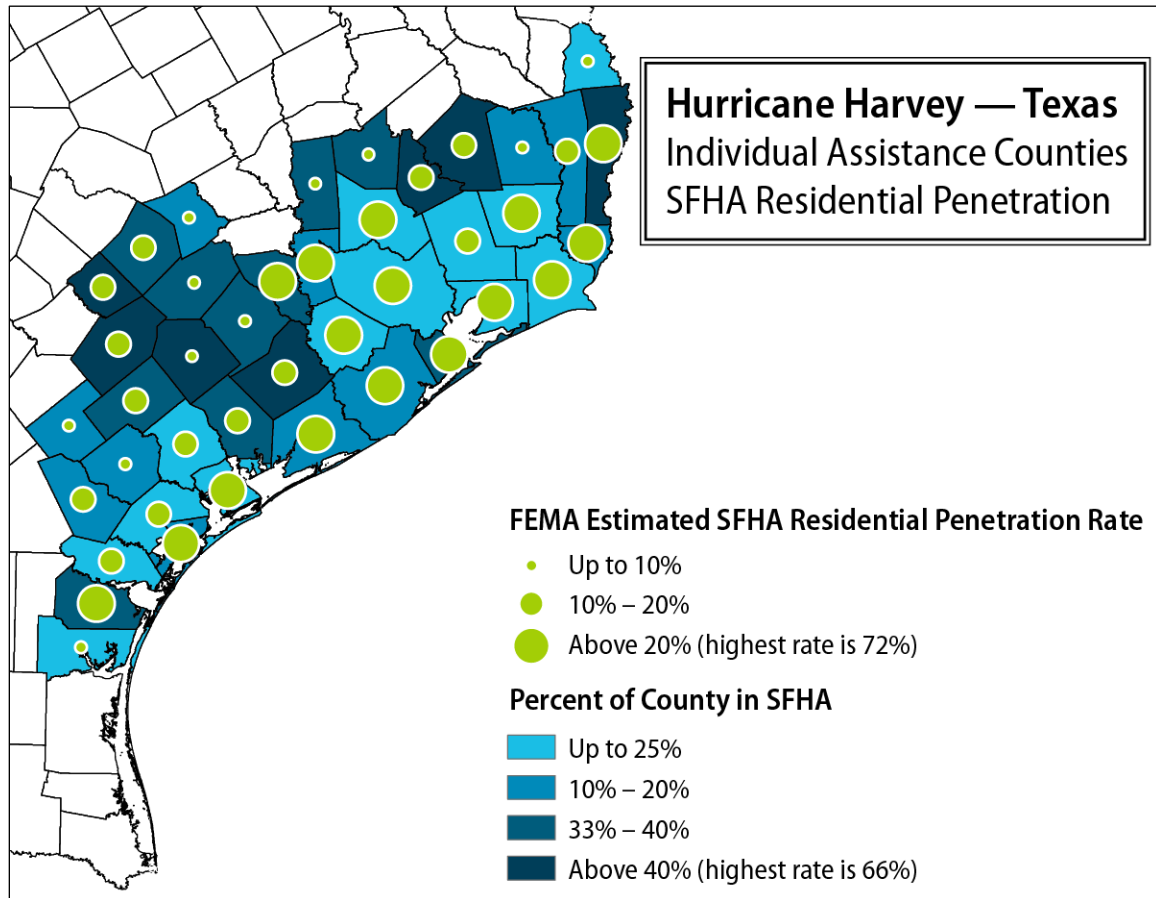 Hurricane Harvey — Texas
Individual Assistance Counties
SFHA Residential Penetration
FEMA Estimated SFHA Residential Penetration Rate
Up to 10%
10% – 20%
Above 20% (highest rate is 72%)
Percent of County in SFHA
Up to 25%
10% – 20%
33% – 40%
Above 40% (highest rate is 66%)